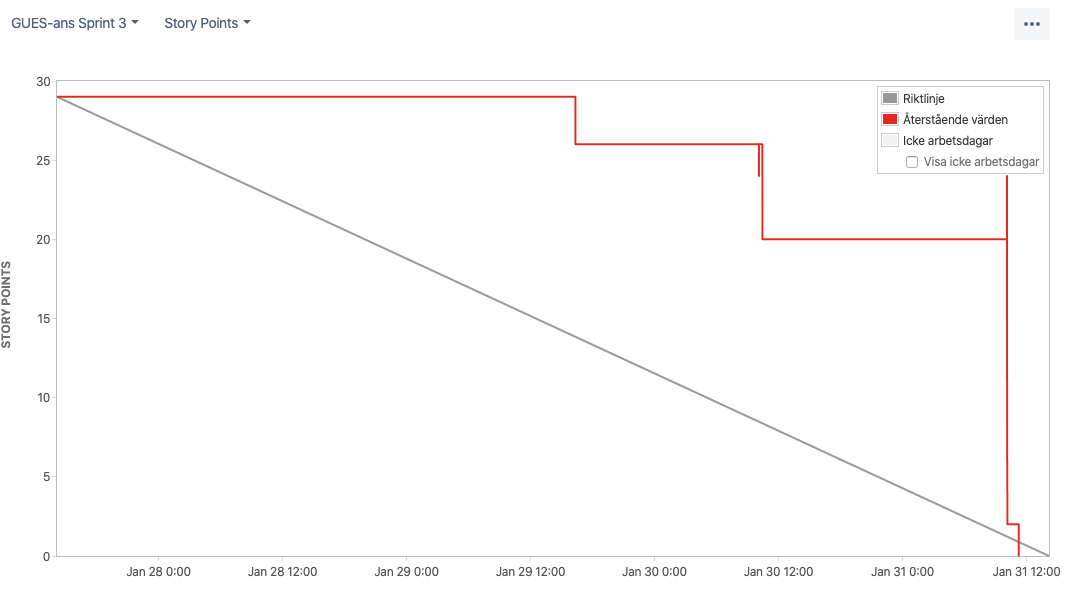 GUES-ans Sprint 3 Story Points
30
Riktlinje
Återstående värden
Icke arbetsdagar
Visa icke arbetsdagar
25
20
STORY POINTS
15
10
5
0
Jan 28 0:00 Jan 28 12:00 Jan 29 0:00 Jan 29 12:00 Jan 30 0:00 Jan 30 12:00 Jan 31 0:00 Jan 31 12:00